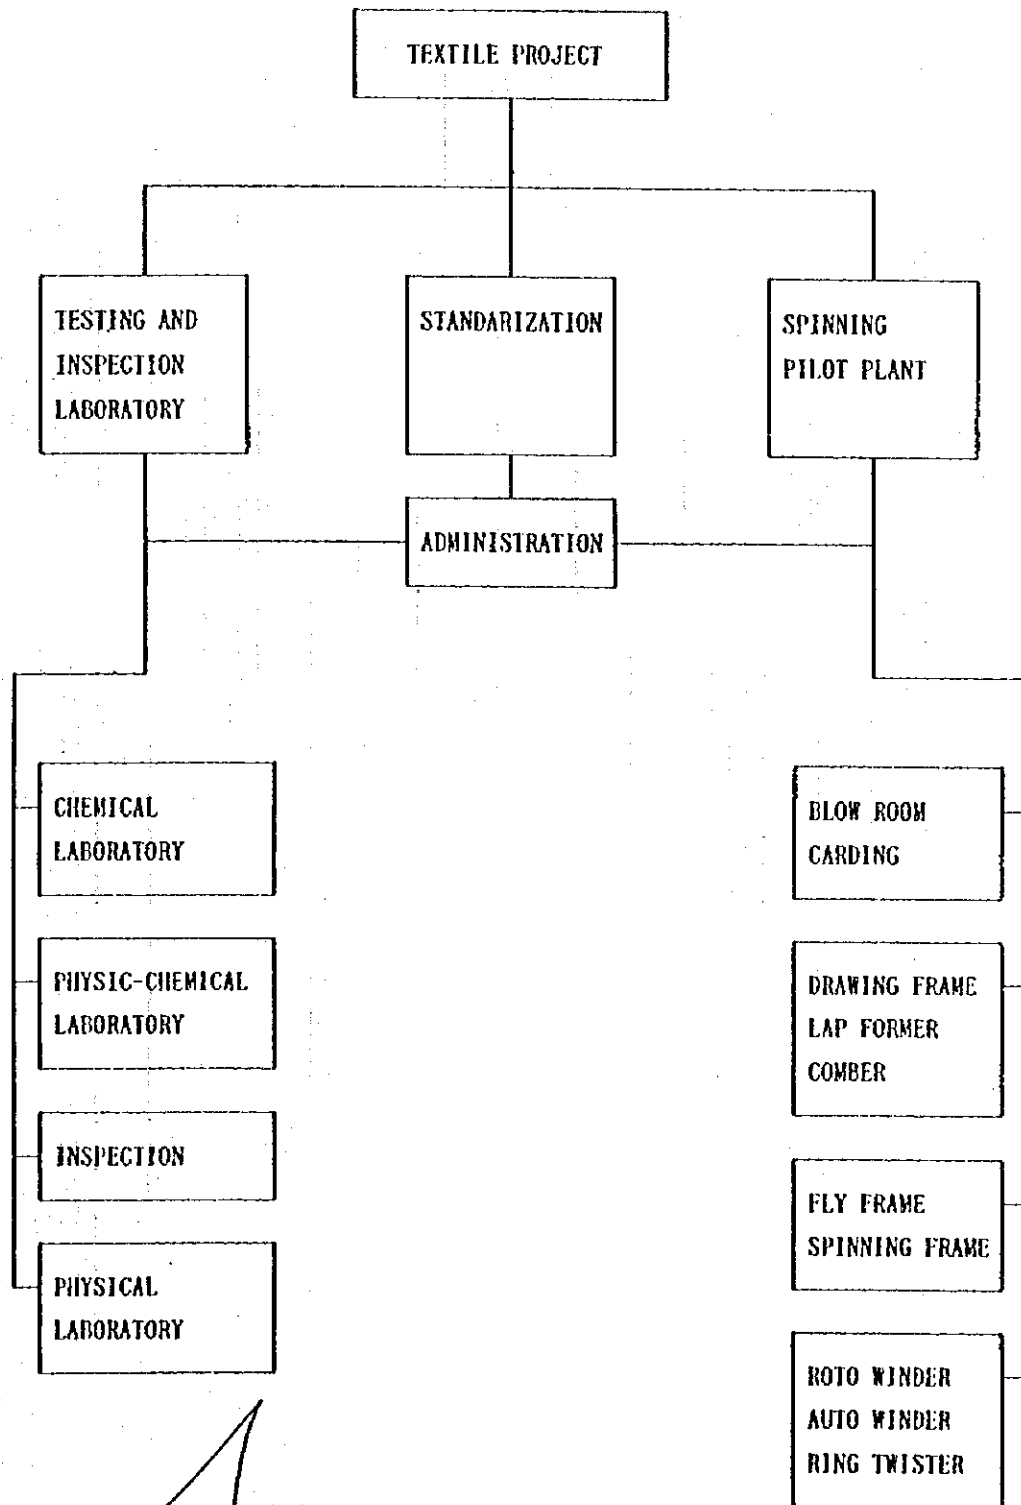 TEXTILE PROJECT
TESTING AND
INSPECTION
LABORATORY
STANDARIZATION
SPINNING
PILOT PLANT
ADMINISTRATION
CHEMICAL
LABORATORY
PHYSIC-CHEMICAL
LABORATORY
INSPECTION
PHYSICAL
LABORATORY
BLOW ROOM
CARDING
DRAWING FRAME
LAP FORMER
COMBER
FLY FRAME
SPINNING FRAME
ROTO WINDER
AUTO WINDER
RING TWISTER